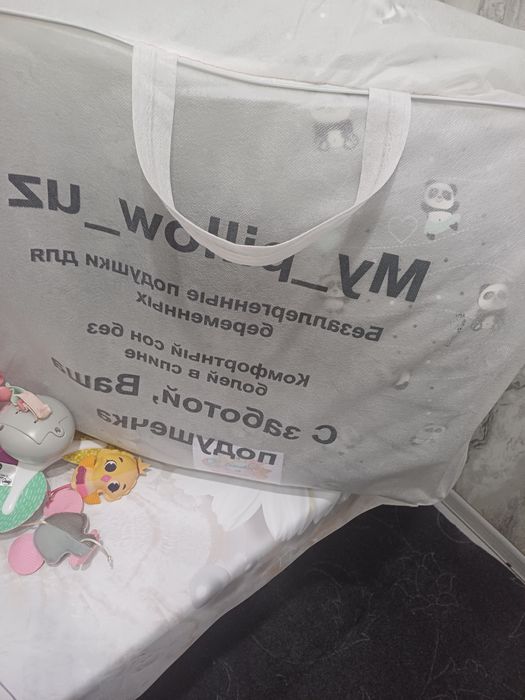 My_pillow_uz
Безаллергенные подушки для
беременных
Комфортный сон без
болей в спине
С заботой, Ваша
подушечка